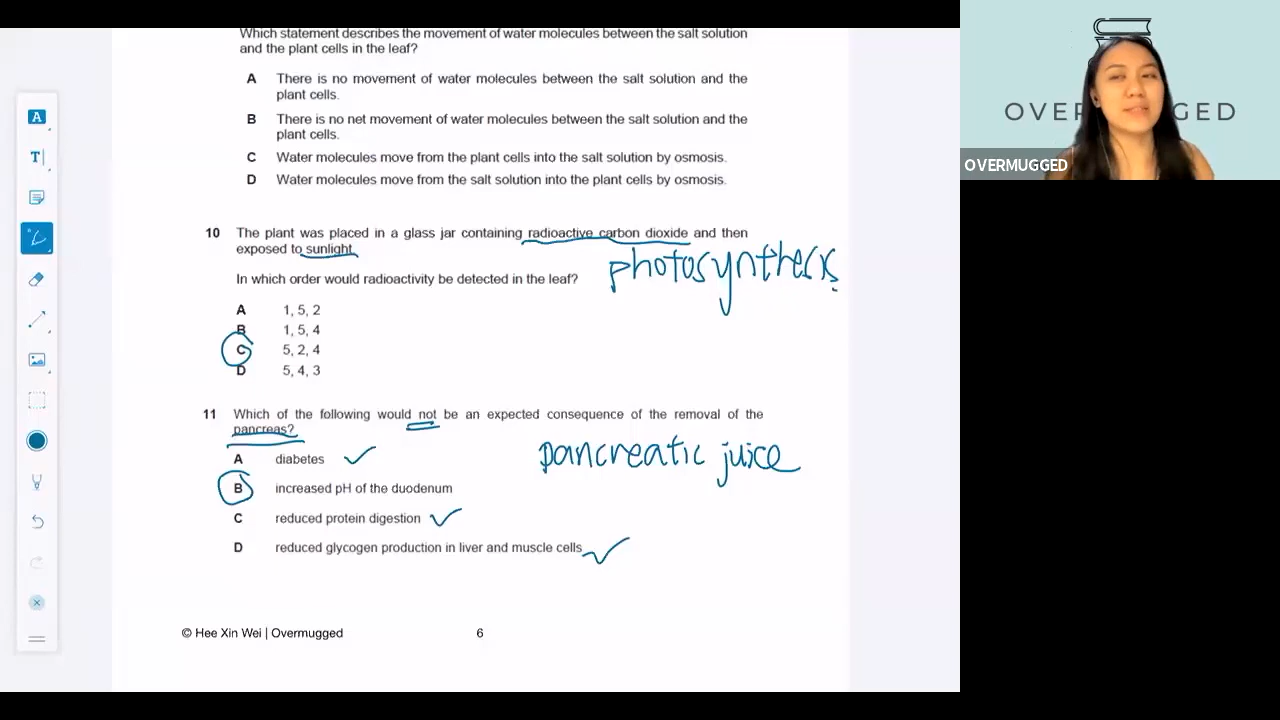 Which statement describes the movement of water molecules between the salt solution
and the plant cells in the leaf?
A There is no movement of water molecules between the salt solution and the
plant cells.
B There is no net movement of water molecules between the salt solution and the
plant cells.
C Water molecules move from the plant cells into the salt solution by osmosis.
D Water molecules move from the salt solution into the plant cells by osmosis.
10 The plant was placed in a glass jar containing radioactive carbon dioxide and then
exposed to sunlight.
photosynthesis
In which order would radioactivity be detected in the leaf?
A 1, 5, 2
B 1, 5, 4
C 5, 2, 4
D 5, 4, 3
11 Which of the following would not be an expected consequence of the removal of the
pancreas?
pancreatic juice
A diabetes
B increased pH of the duodenum
C reduced protein digestion
D reduced glycogen production in liver and muscle cells
© Hee Xin Wei | Overmugged 6
A
T
OVER GED
OVERMUGGED